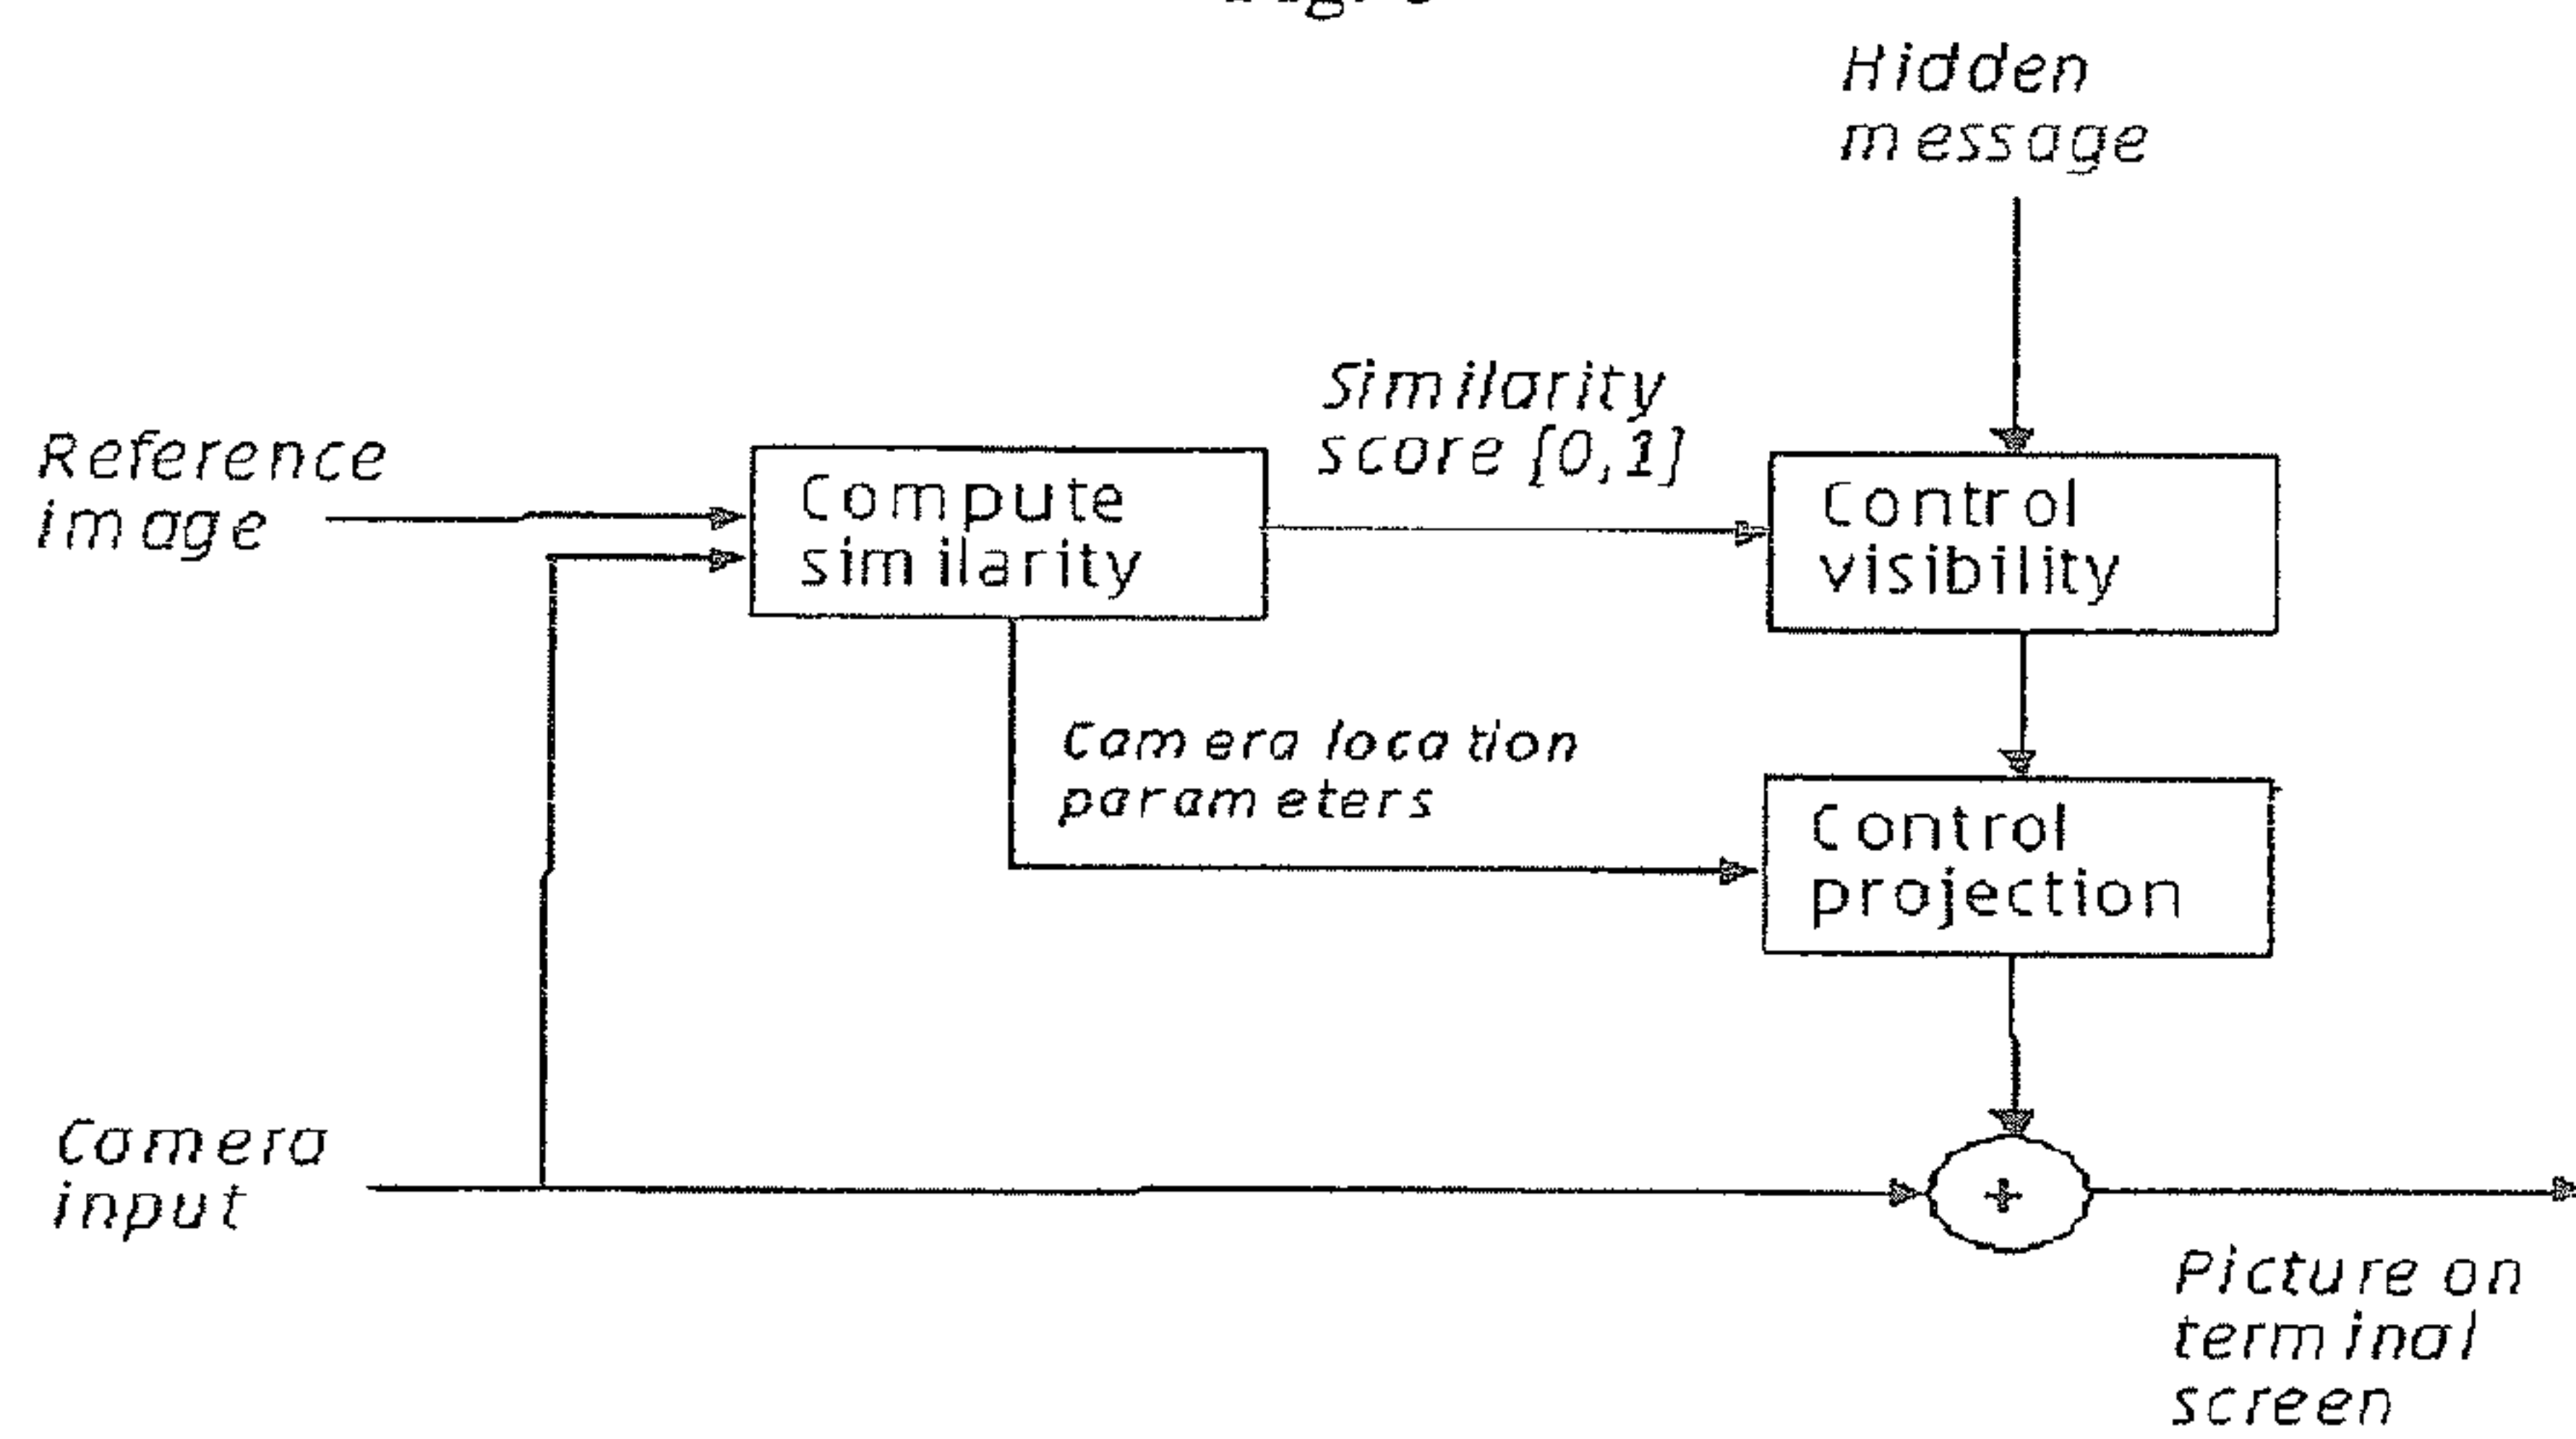 Hidden
message
Similarity
score [0,1]
Reference
image
Compute
similarity
Control
visibility
Camera location
parameters
Control
projection
Camera
input
+
Picture on
terminal
screen